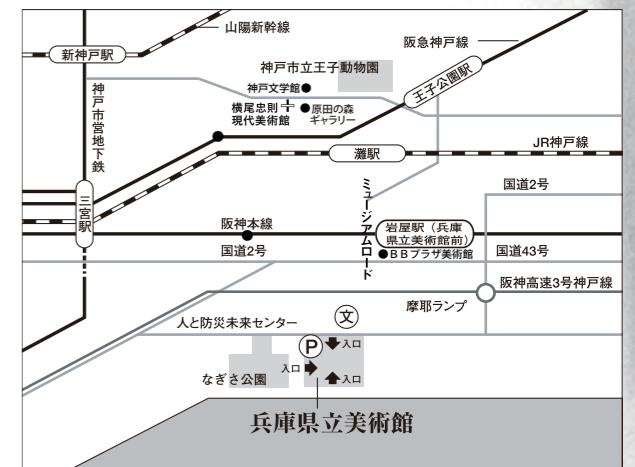 山陽新幹線
新神戸駅
阪急神戸線
神戸市立王子動物園
王子公園駅
神戸文学館
横尾忠則
現代美術館
原田の森
ギャラリー
神戸市営地下鉄
JR神戸線
灘駅
ミュージアムロード
国道2号
三宮駅
阪神本線
岩屋駅（兵庫
県立美術館前）
国道2号
BBプラザ美術館
国道43号
阪神高速3号神戸線
摩耶ランプ
文
人と防災未来センター
P
入口
入口
なぎさ公園
入口
兵庫県立美術館